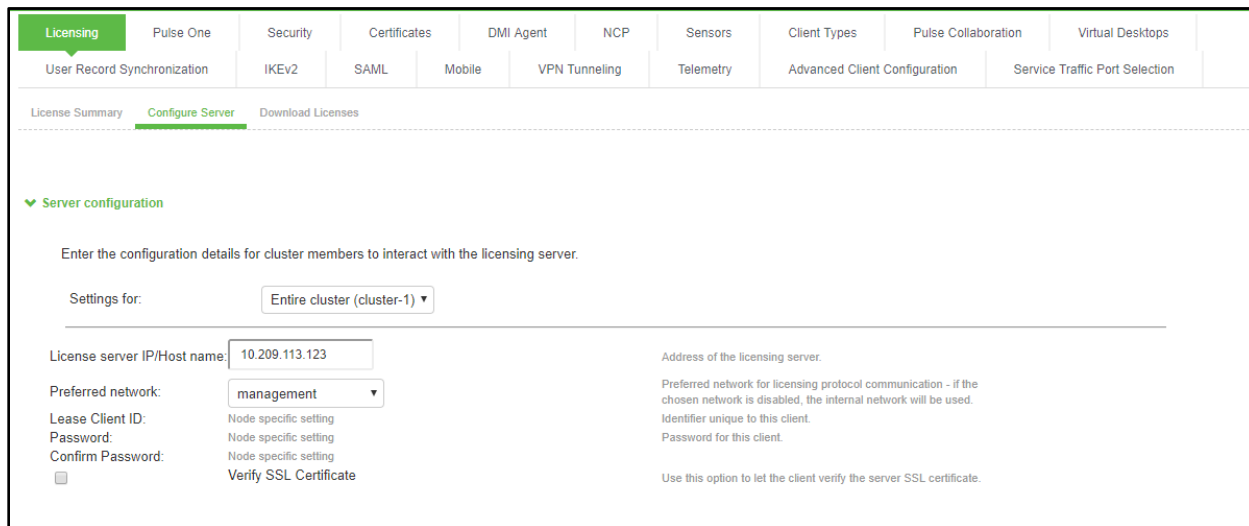 Licensing Pulse One Security Certificates DMI Agent NCP Sensors Client Types Pulse Collaboration Virtual Desktops
User Record Synchronization IKEv2 SAML Mobile VPN Tunneling Telemetry Advanced Client Configuration Service Traffic Port Selection
License Summary Configure Server Download Licenses
Server configuration
Enter the configuration details for cluster members to interact with the licensing server.
Settings for: Entire cluster (cluster-1)
License server IP/Host name: 10.209.113.123 Address of the licensing server.
Preferred network: management Preferred network for licensing protocol communication - if the
chosen network is disabled, the internal network will be used.
Lease Client ID: Node specific setting Identifier unique to this client.
Password: Node specific setting Password for this client.
Confirm Password: Node specific setting
Verify SSL Certificate Use this option to let the client verify the server SSL certificate.